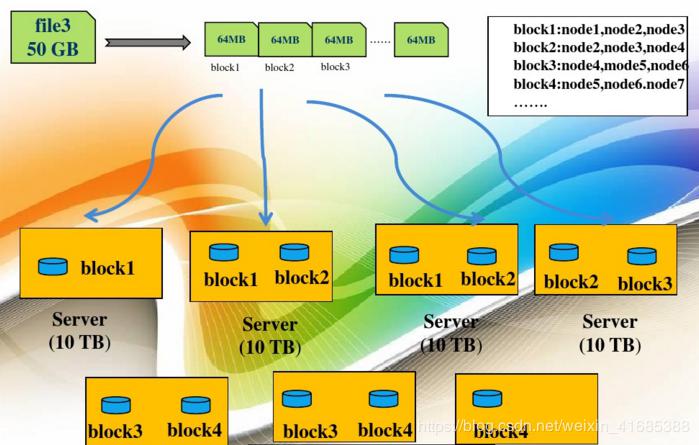 file3
50 GB
64MB 64MB 64MB ...... 64MB
block1 block2 block3
block1:node1,node2,node3
block2:node2,node3,node4
block3:node4,mode5,node6
block4:node5,node6.node7
.......
block1
block1 block2
block1 block2
block2 block3
Server
(10 TB)
Server
(10 TB)
Server
(10 TB)
Server
(10 TB)
block3 block4
block3 block4
block4
https://blog.csdn.net/weixin_41685388